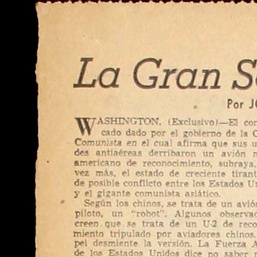 La Gran S
Por J
WASHINGTON, (Exclusivo)—El co
cado dado por el gobierno de la C
Comunista en el cual afirma que sus u
des antiaéreas derribaron un avión n
americano de reconocimiento, subraya,
vez más, el estado de creciente tirant
de posible conflicto entre los Estados U
y el gigante comunista asiático.
Según los chinos, se trata de un avió
piloto, un "robot". Algunos observad
creen que se trata de un U-2 de reco
miento tripulado por aviadores chinos.
pel desmiente la versión. La Fuerza A
de los Estados Unidos dice no saber